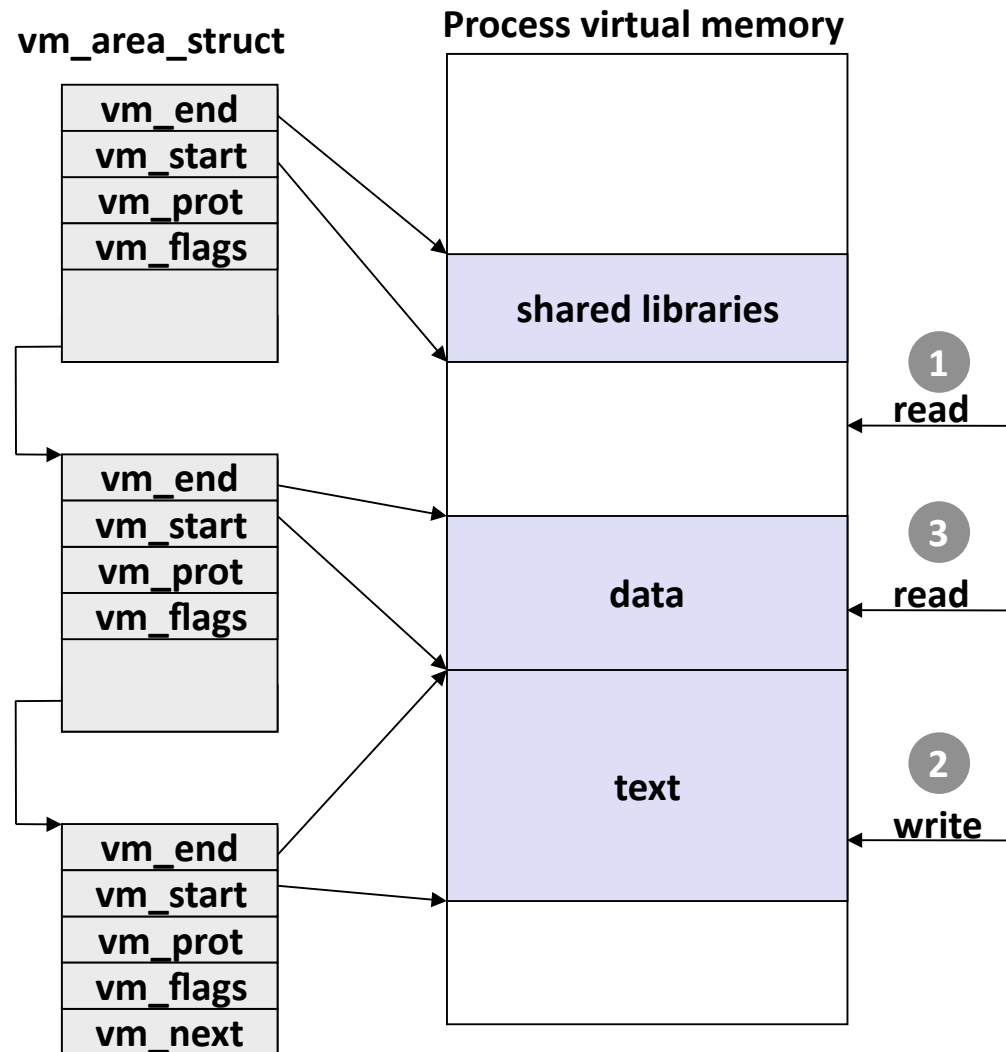 vm_area_struct
vm_end
vm_start
vm_prot
vm_flags
vm_end
vm_start
vm_prot
vm_flags
vm_end
vm_start
vm_prot
vm_flags
vm_next
Process virtual memory
shared libraries
data
text
1
read
3
read
2
write